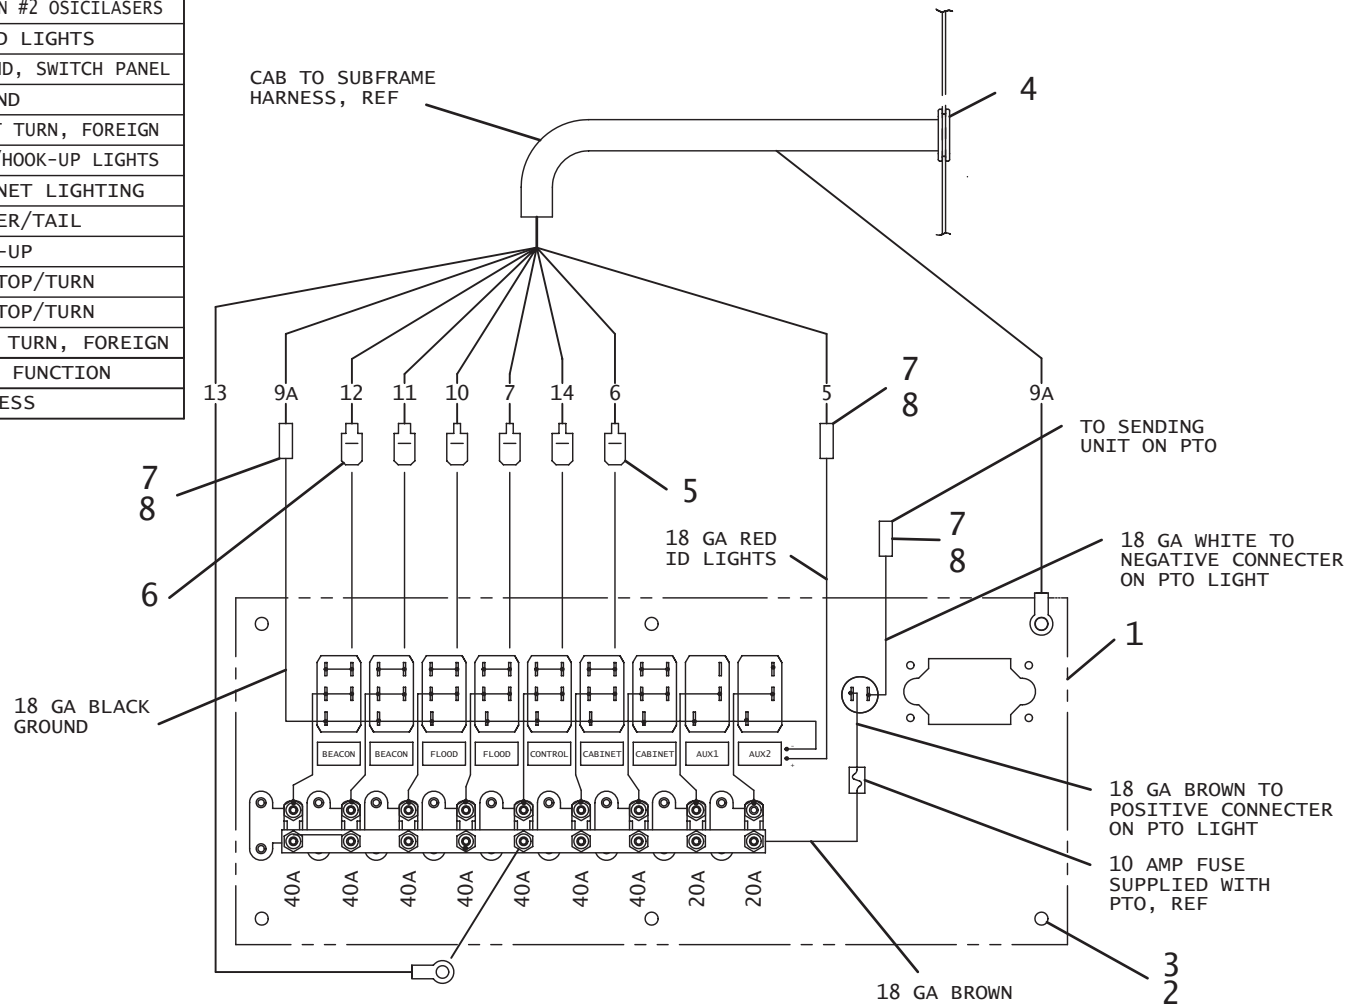 N #2 OSICILASERS
D LIGHTS
ND, SWITCH PANEL
ND
T TURN, FOREIGN
/HOOK-UP LIGHTS
NET LIGHTING
ER/TAIL
-UP
TOP/TURN
TOP/TURN
TURN, FOREIGN
FUNCTION
ESS
CAB TO SUBFRAME
HARNESS, REF
4
13
9A
12
11
10
7
14
6
5
9A
7
8
TO SENDING
UNIT ON PTO
7
8
5
6
18 GA RED
ID LIGHTS
7
8
18 GA WHITE TO
NEGATIVE CONNECTER
ON PTO LIGHT
1
18 GA BLACK
GROUND
BEACON
BEACON
FLOOD
FLOOD
CONTROL
CABINET
CABINET
AUX1
AUX2
-
+
18 GA BROWN TO
POSITIVE CONNECTER
ON PTO LIGHT
10 AMP FUSE
SUPPLIED WITH
PTO, REF
40A
40A
40A
40A
40A
40A
40A
20A
20A
18 GA BROWN
3
2